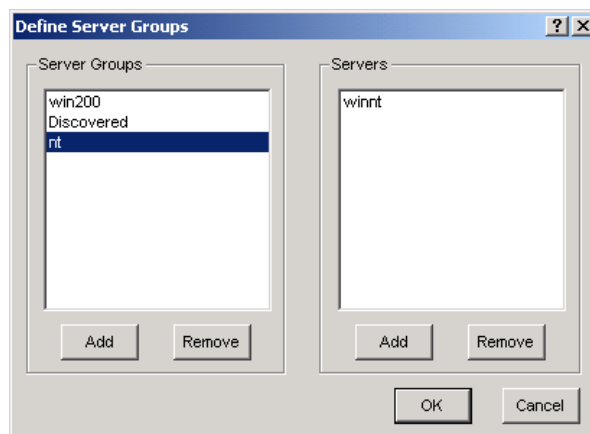 Define Server Groups
Server Groups
win200
Discovered
nt
Add
Remove
Servers
winnt
Add
Remove
OK
Cancel